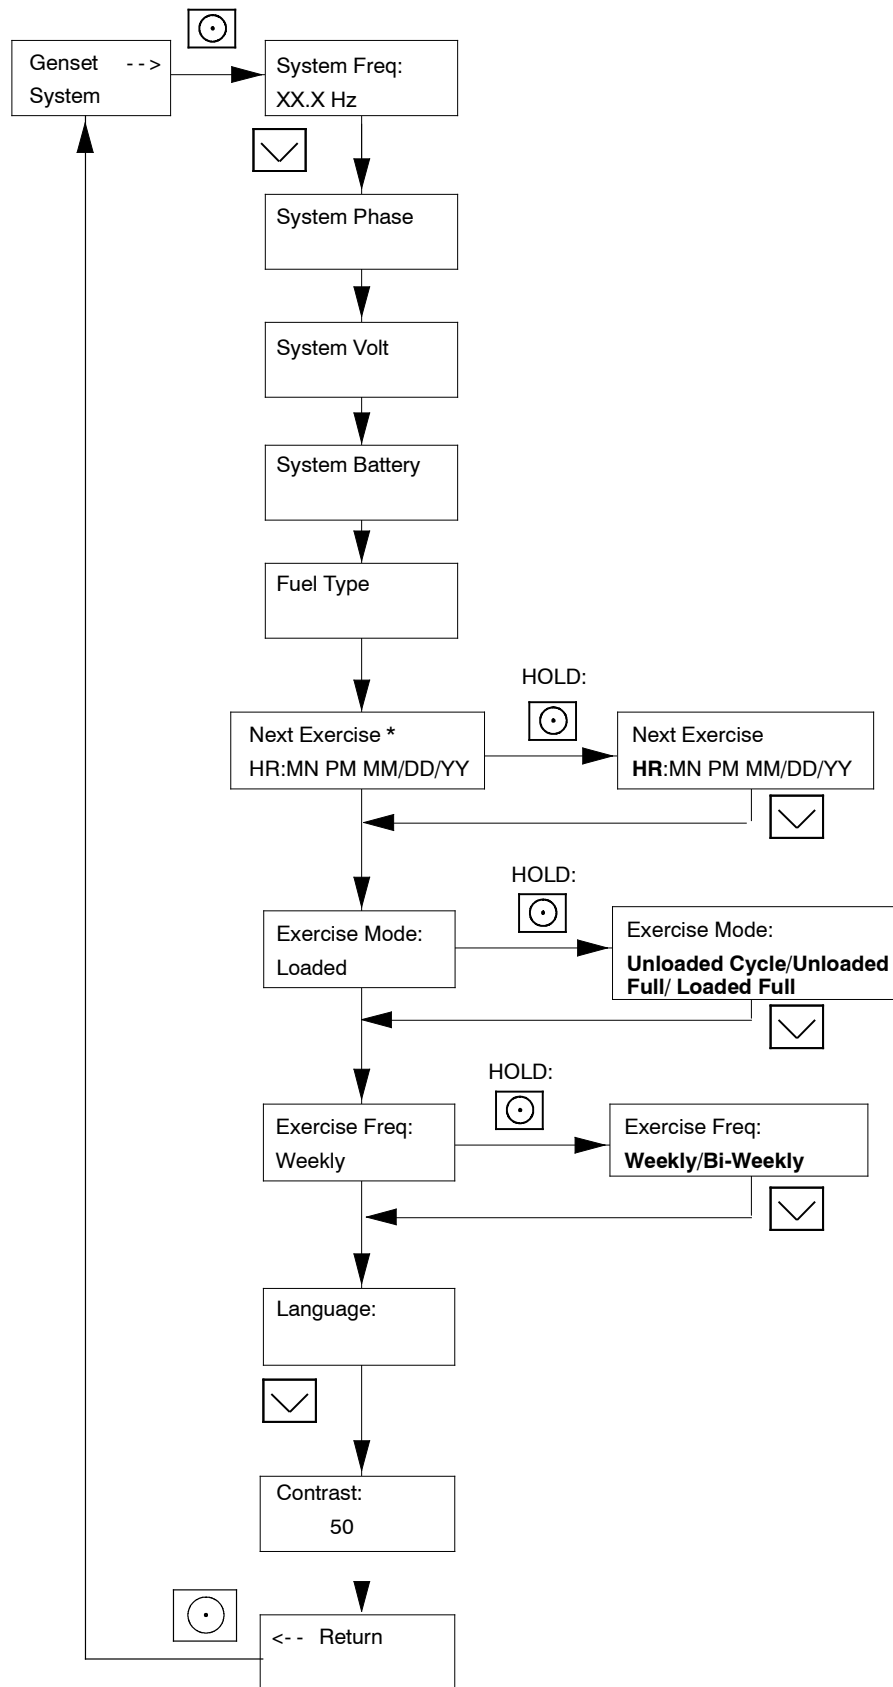 Genset -->
System
System Freq:
XX.X Hz
System Phase
System Volt
System Battery
Fuel Type
HOLD:
Next Exercise *
HR:MN PM MM/DD/YY
Next Exercise
HR:MN PM MM/DD/YY
HOLD:
Exercise Mode:
Loaded
Exercise Mode:
Unloaded Cycle/Unloaded
Full/ Loaded Full
HOLD:
Exercise Freq:
Weekly
Exercise Freq:
Weekly/Bi-Weekly
Language:
Contrast:
50
<-- Return